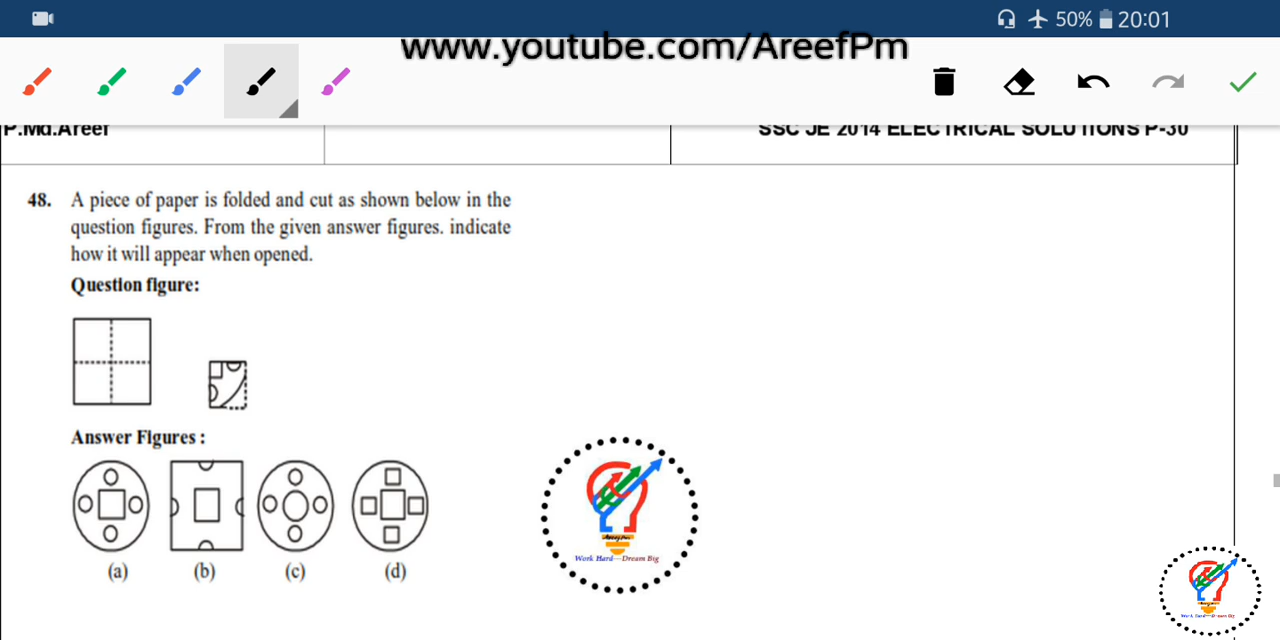 50% 20:01
www.youtube.com/AreefPm
P.Md.Areef
SSC JE 2014 ELECTRICAL SOLUTIONS P-30
48. A piece of paper is folded and cut as shown below in the
question figures. From the given answer figures. indicate
how it will appear when opened.
Question figure:
Answer Figures :
(a) (b) (c) (d)
Work Hard---Dream Big